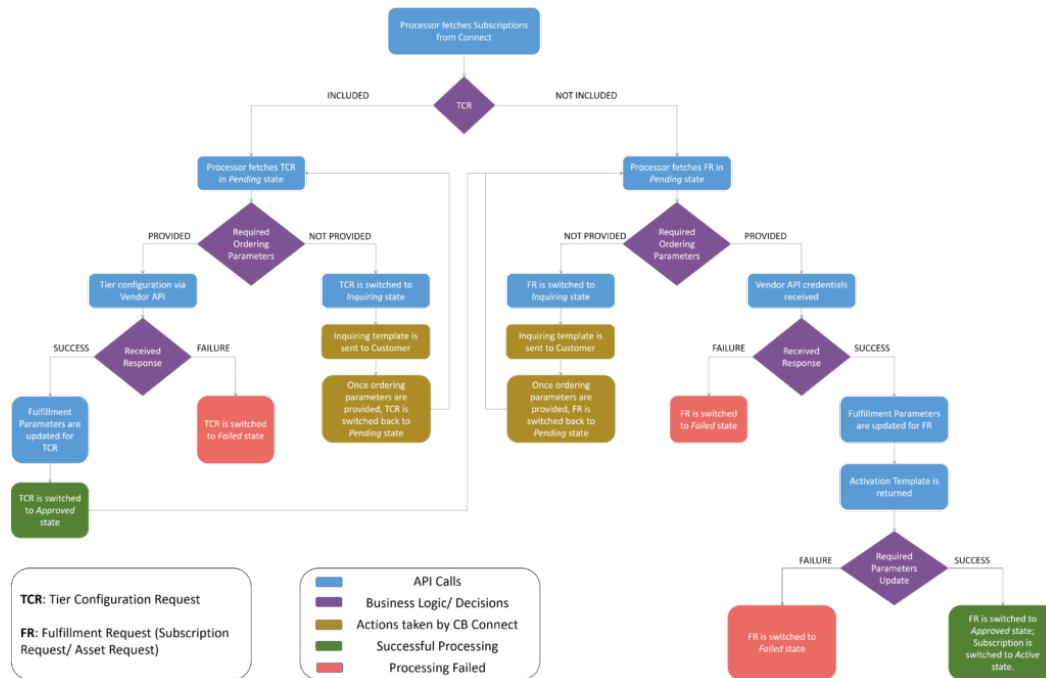 Processor fetches Subscriptions
from Connect
INCLUDED
NOT INCLUDED
TCR
Processor fetches TCR
in Pending state
Processor fetches FR in
Pending state
Required
Ordering
Parameters
PROVIDED
NOT PROVIDED
Required
Ordering
Parameters
NOT PROVIDED
PROVIDED
Tier configuration via
Vendor API
TCR is switched to
Inquiring state
FR is switched to
Inquiring state
Vendor API credentials
received
Received
Response
SUCCESS
FAILURE
Inquiring template is
sent to Customer
Inquiring template is
sent to Customer
Received
Response
FAILURE
SUCCESS
Fulfillment
Parameters are
updated for
TCR
TCR is switched
to Failed state
Once ordering
parameters are
provided, TCR is
switched back to
Pending state
Once ordering
parameters are
provided, FR is
switched back to
Pending state
FR is switched
to Failed state
Fulfillment Parameters
are updated for FR
TCR is switched
to Approved
state
Activation Template is
returned
Required
Parameters
Update
FAILURE
SUCCESS
FR is switched to
Failed state
FR is switched to
Approved state;
Subscription is
switched to Active
state.
TCR: Tier Configuration Request
FR: Fulfillment Request (Subscription
Request/ Asset Request)
API Calls
Business Logic/ Decisions
Actions taken by CB Connect
Successful Processing
Processing Failed